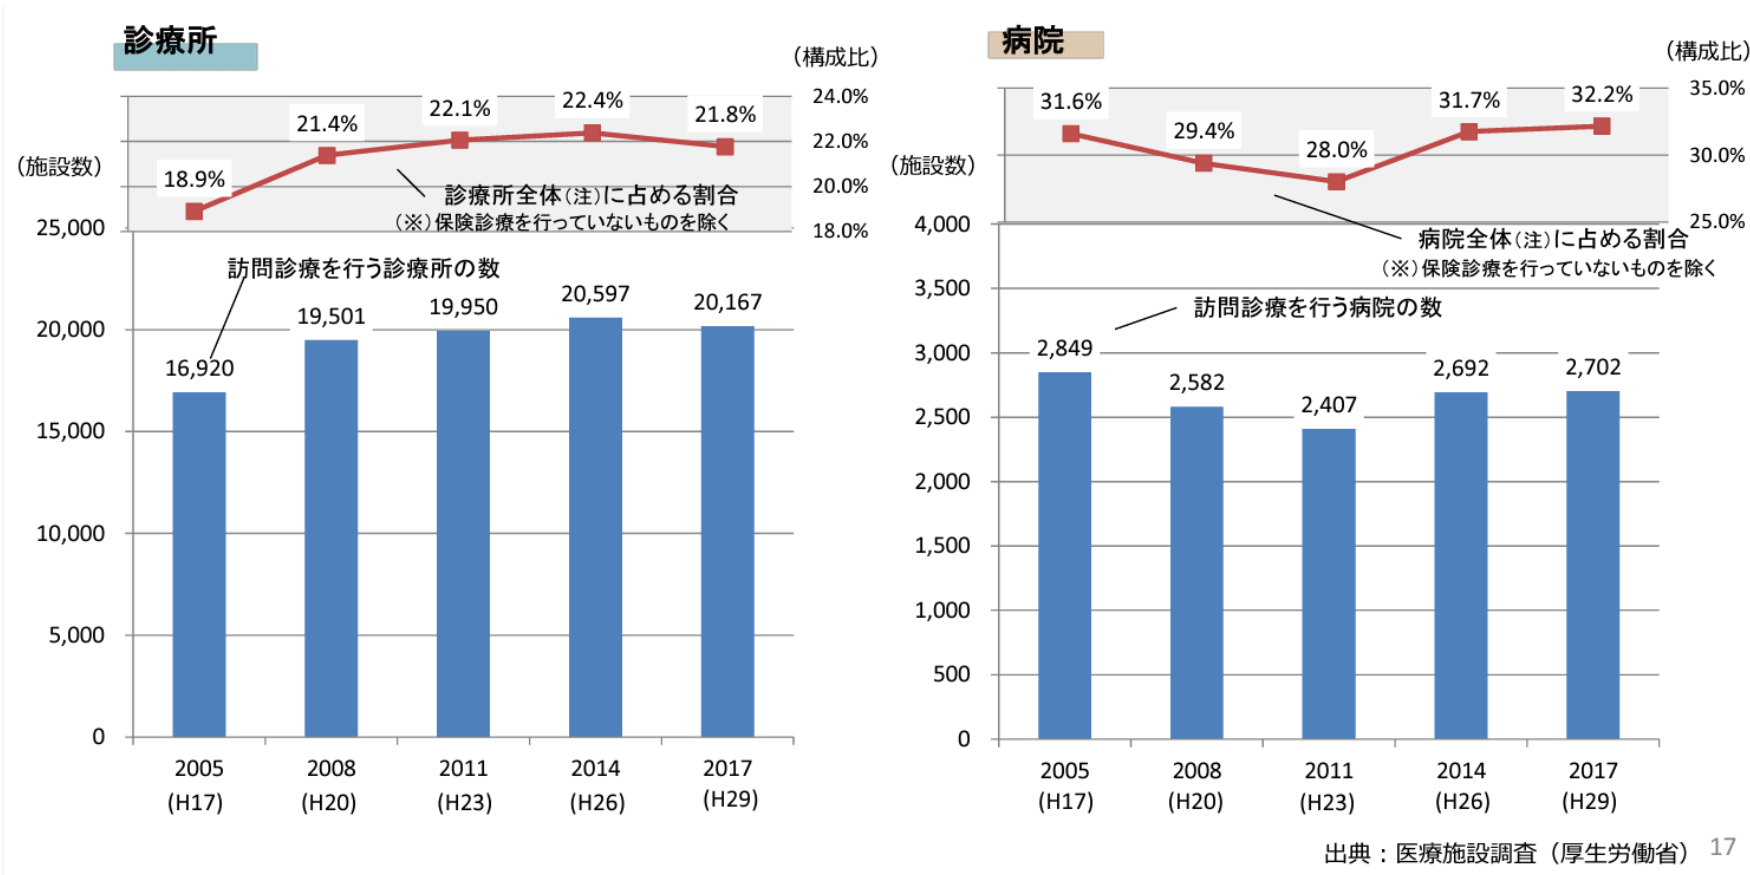 診療所
(構成比)
24.0%
22.0%
20.0%
18.0%
18.9%
21.4%
22.1%
22.4%
21.8%
診療所全体(注)に占める割合
(※)保険診療を行っていないものを除く
(施設数)
25,000
20,000
15,000
10,000
5,000
0
訪問診療を行う診療所の数
16,920
19,501
19,950
20,597
20,167
2005 2008 2011 2014 2017
(H17) (H20) (H23) (H26) (H29)
病院
(構成比)
35.0%
30.0%
25.0%
31.6%
29.4%
28.0%
31.7%
32.2%
病院全体(注)に占める割合
(※)保険診療を行っていないものを除く
(施設数)
4,000
3,500
3,000
2,500
2,000
1,500
1,000
500
0
訪問診療を行う病院の数
2,849
2,582
2,407
2,692
2,702
2005 2008 2011 2014 2017
(H17) (H20) (H23) (H26) (H29)
出典:医療施設調査(厚生労働省)
17